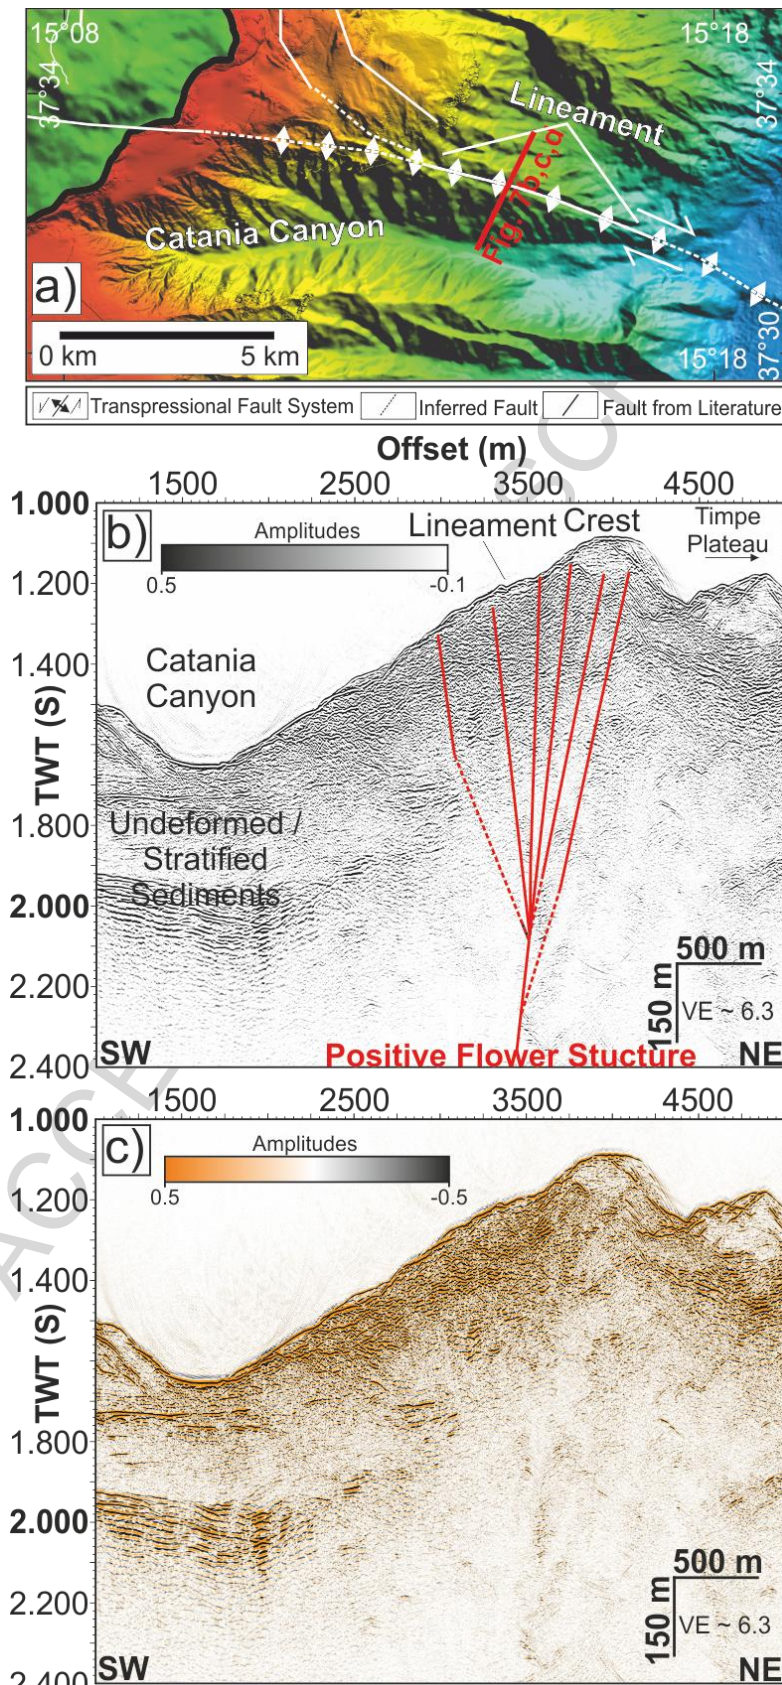 15°08
15°18
37°34
37°34
Lineament
Fig. 7b,c,d
Catania Canyon
a)
0 km 5 km
15°18
37°30
Transpressional Fault System
Inferred Fault
Fault from Literature
Offset (m)
1500 2500 3500 4500
1.000
b)
Amplitudes
0.5 -0.1
Lineament
Crest
Timpe
Plateau
1.200
1.400
Catania
Canyon
TWT (S)
1.800
Undeformed /
Stratified
Sediments
2.000
2.200
2.400
500 m
150 m
VE ~ 6.3
SW
Positive Flower Stucture
NE
1500 2500 3500 4500
1.000
c)
Amplitudes
0.5 -0.5
1.200
1.400
TWT (S)
1.800
2.000
2.200
2.400
500 m
150 m
VE ~ 6.3
SW
NE